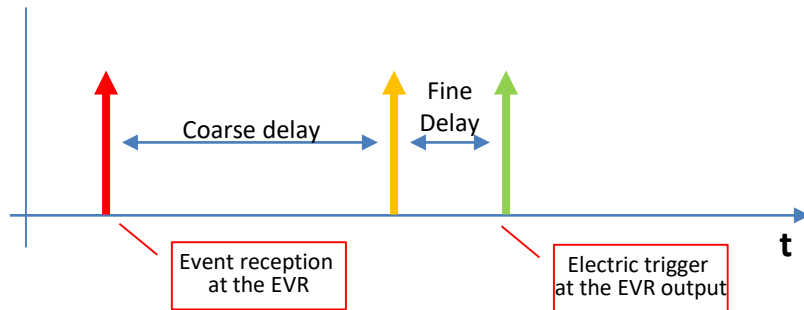 Coarse delay
Fine
Delay
t
Event reception
at the EVR
Electric trigger
at the EVR output